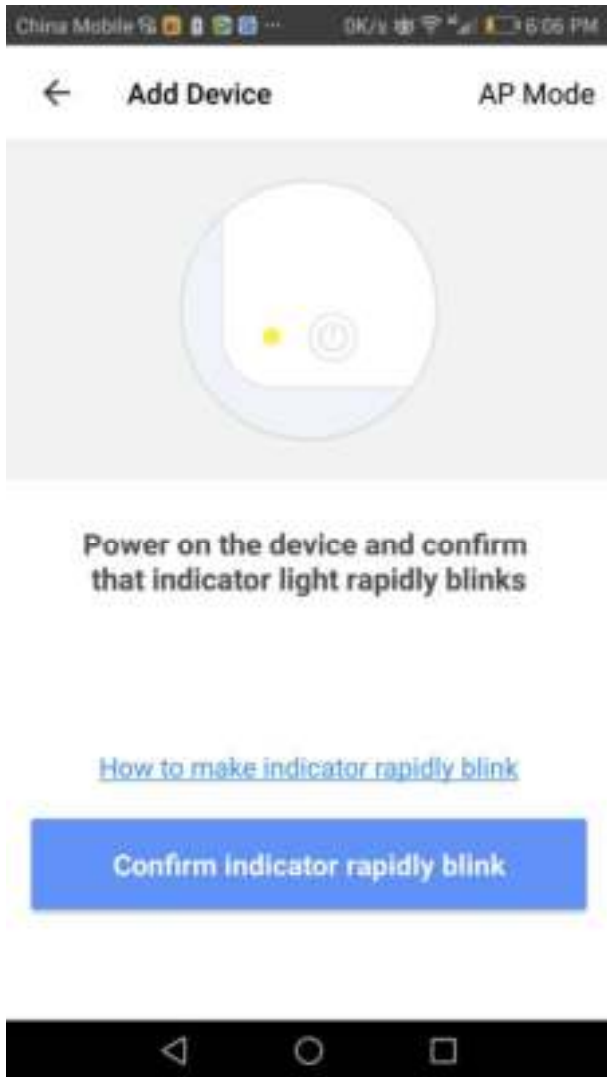 China Mobile
0K/s 6:06 PM
Add Device
AP Mode
Power on the device and confirm
that indicator light rapidly blinks
How to make indicator rapidly blink
Confirm indicator rapidly blink